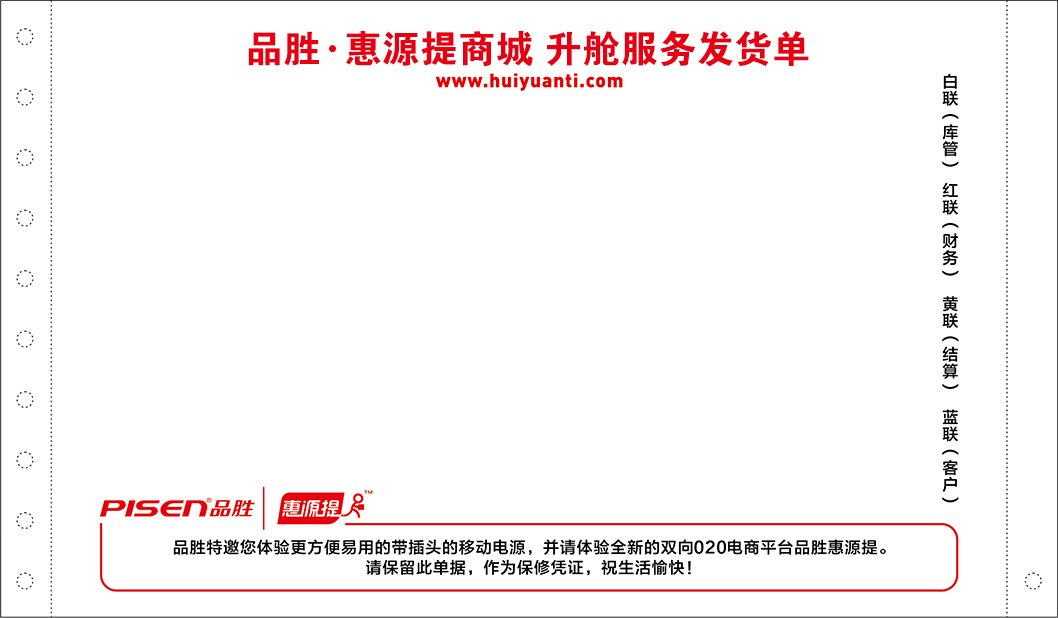 品胜·惠源提商城 升舱服务发货单
www.huiyuanti.com
白联（库管） 红联（财务） 黄联（结算） 蓝联（客户）
PISEN®品胜 惠源提™
品胜特邀您体验更方便易用的带插头的移动电源，并请体验全新的双向020电商平台品胜惠源提。
请保留此单据，作为保修凭证，祝生活愉快！